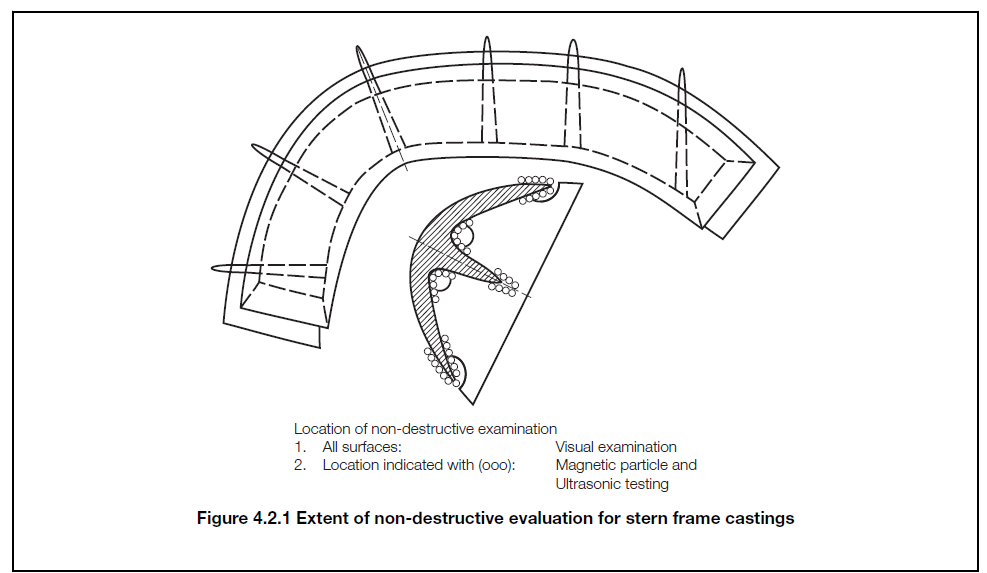 Location of non-destructive examination
1. All surfaces: Visual examination
2. Location indicated with (ooo): Magnetic particle and
Ultrasonic testing
Figure 4.2.1 Extent of non-destructive evaluation for stern frame castings